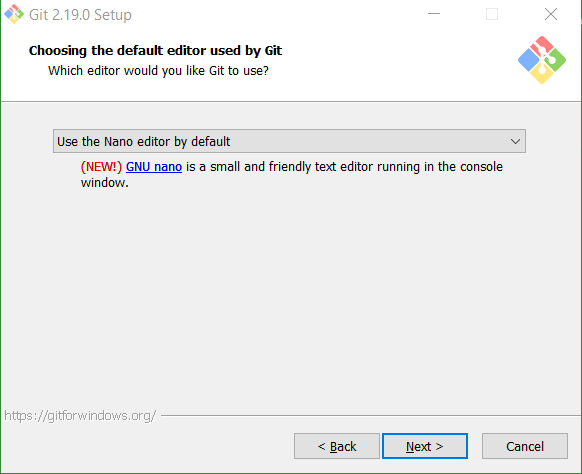 Git 2.19.0 Setup
Choosing the default editor used by Git
Which editor would you like Git to use?
Use the Nano editor by default
(NEW!) GNU nano is a small and friendly text editor running in the console
window.
https://gitforwindows.org/
< Back
Next >
Cancel